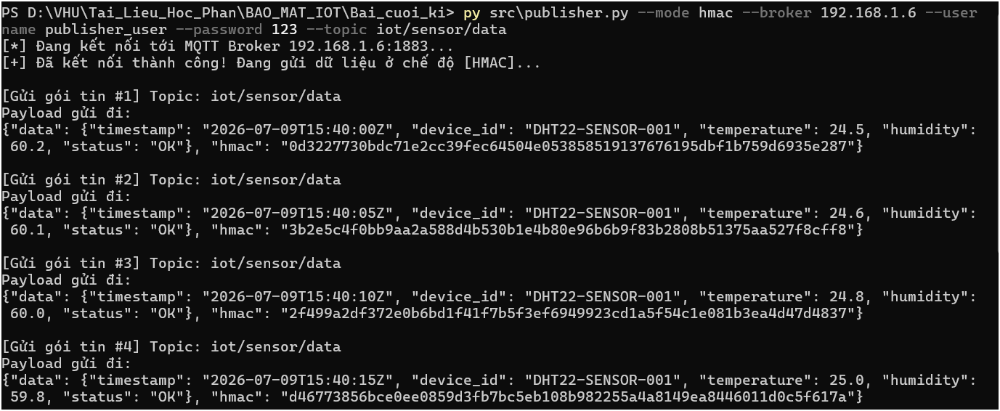 PS D:\VHU\Tai_Lieu_Hoc_Phan\BAO_MAT_IOT\Bai_cuoi_ki> py src\publisher.py --mode hmac --broker 192.168.1.6 --user
name publisher_user --password 123 --topic iot/sensor/data
[*] Đang kết nối tới MQTT Broker 192.168.1.6:1883...
[+] Đã kết nối thành công! Đang gửi dữ liệu ở chế độ [HMAC]...
[Gửi gói tin #1] Topic: iot/sensor/data
Payload gửi đi:
{"data": {"timestamp": "2026-07-09T15:40:00Z", "device_id": "DHT22-SENSOR-001", "temperature": 24.5, "humidity":
60.2, "status": "OK"}, "hmac": "0d3227730bdc71e2cc39fec64504e053858519137676195dbf1b759d6935e287"}
[Gửi gói tin #2] Topic: iot/sensor/data
Payload gửi đi:
{"data": {"timestamp": "2026-07-09T15:40:05Z", "device_id": "DHT22-SENSOR-001", "temperature": 24.6, "humidity":
60.1, "status": "OK"}, "hmac": "3b2e5c4f0bb9aa2a588d4b530b1e4b80e96b6b9f83b2808b51375aa527f8cff8"}
[Gửi gói tin #3] Topic: iot/sensor/data
Payload gửi đi:
{"data": {"timestamp": "2026-07-09T15:40:10Z", "device_id": "DHT22-SENSOR-001", "temperature": 24.8, "humidity":
60.0, "status": "OK"}, "hmac": "2f499a2df372e0b6bd1f41f7b5f3ef6949923cd1a5f54c1e081b3ea4d47d4837"}
[Gửi gói tin #4] Topic: iot/sensor/data
Payload gửi đi:
{"data": {"timestamp": "2026-07-09T15:40:15Z", "device_id": "DHT22-SENSOR-001", "temperature": 25.0, "humidity":
59.8, "status": "OK"}, "hmac": "d46773856bce0ee0859d3fb7bc5eb108b982255a4a8149ea8446011d0c5f617a"}